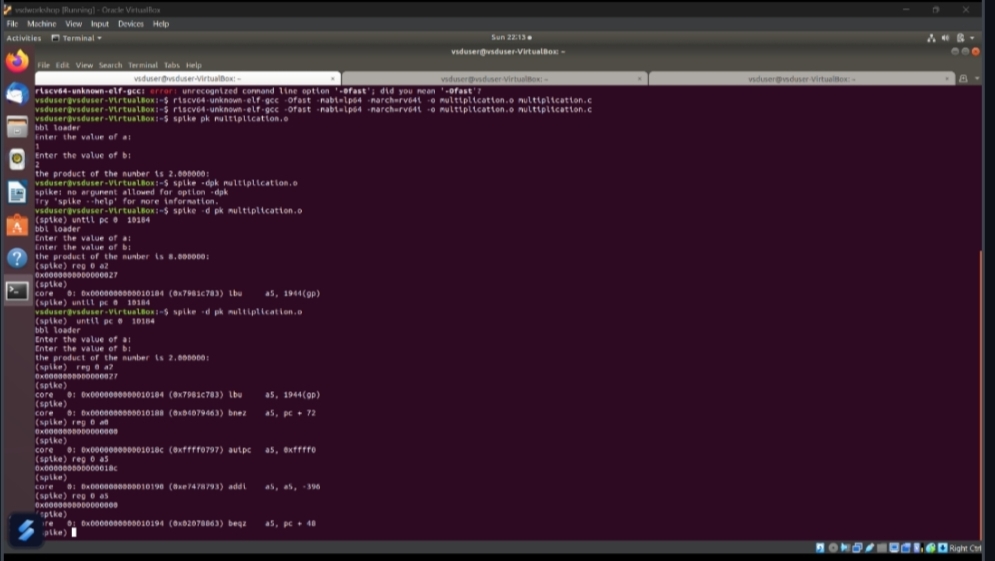 vsdworkshop [Running] - Oracle VirtualBox
File Machine View Input Devices Help
Activities Terminal Sun 22:13
vsduser@vsduser-VirtualBox: ~
File Edit View Search Terminal Tabs Help
vsduser@vsduser-VirtualBox: ~ vsduser@vsduser-VirtualBox: ~ vsduser@vsduser-VirtualBox: ~
riscv64-unknown-elf-gcc: error: unrecognized command line option '-0fast'; did you mean '-Ofast'?
vsduser@vsduser-VirtualBox:~$ riscv64-unknown-elf-gcc -Ofast -mabi=lp64 -march=rv64i -o multiplication.o multiplication.c
vsduser@vsduser-VirtualBox:~$ riscv64-unknown-elf-gcc -Ofast -mabi=lp64 -march=rv64i -o multiplication.o multiplication.c
vsduser@vsduser-VirtualBox:~$ spike pk multiplication.o
bbl loader
Enter the value of a:
1
Enter the value of b:
2
the product of the number is 2.000000:
vsduser@vsduser-VirtualBox:~$ spike -dpk multiplication.o
spike: no argument allowed for option -dpk
Try 'spike --help' for more information.
vsduser@vsduser-VirtualBox:~$ spike -d pk multiplication.o
(spike) until pc 0 10184
bbl loader
Enter the value of a:
Enter the value of b:
the product of the number is 8.000000:
(spike) reg 0 a2
0x0000000000000027
(spike)
core 0: 0x0000000000010184 (0x7981c783) lbu a5, 1944(gp)
(spike) until pc 0 10184
vsduser@vsduser-VirtualBox:~$ spike -d pk multiplication.o
(spike) until pc 0 10184
bbl loader
Enter the value of a:
Enter the value of b:
the product of the number is 2.000000:
(spike) reg 0 a2
0x0000000000000027
(spike)
core 0: 0x0000000000010184 (0x7981c783) lbu a5, 1944(gp)
(spike)
core 0: 0x0000000000010188 (0x04079463) bnez a5, pc + 72
(spike) reg 0 a0
0x0000000000000000
(spike)
core 0: 0x000000000001018c (0xffff0797) auipc a5, 0xffff0
(spike) reg 0 a5
0x000000000000018c
(spike)
core 0: 0x0000000000010190 (0xe7478793) addi a5, a5, -396
(spike) reg 0 a5
0x0000000000000000
(spike)
re 0: 0x0000000000010194 (0x02078863) beqz a5, pc + 48
pike)
Right Ctrl